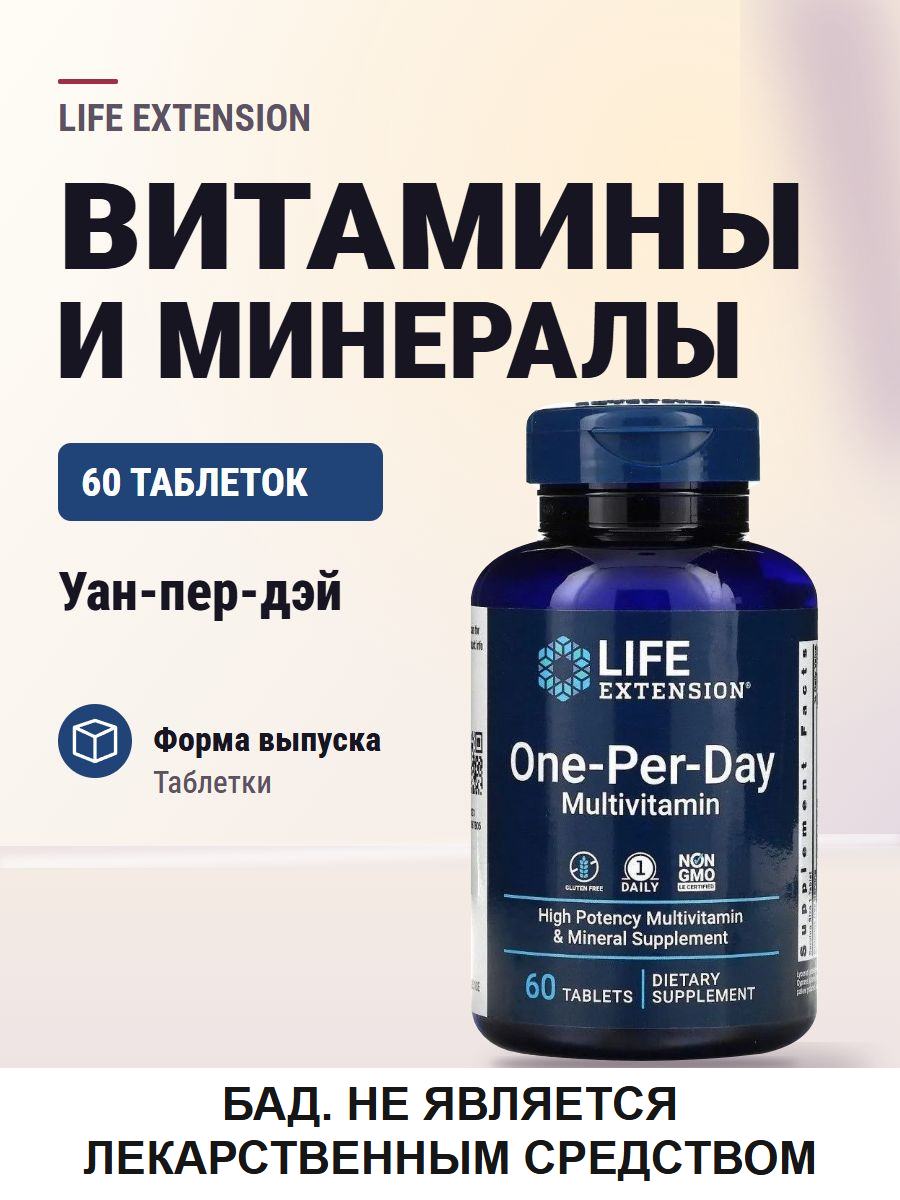 LIFE EXTENSION
ВИТАМИНЫ
И МИНЕРАЛЫ
60 ТАБЛЕТОК
Уан-пер-дэй
Форма выпуска
Таблетки
LIFE
EXTENSION®
One-Per-Day
Multivitamin
GLUTEN FREE
1
DAILY
NON
GMO
LE CERTIFIED
High Potency Multivitamin
& Mineral Supplement
60 TABLETS
DIETARY
SUPPLEMENT
Supplement Facts
БАД. НЕ ЯВЛЯЕТСЯ
ЛЕКАРСТВЕННЫМ СРЕДСТВОМ